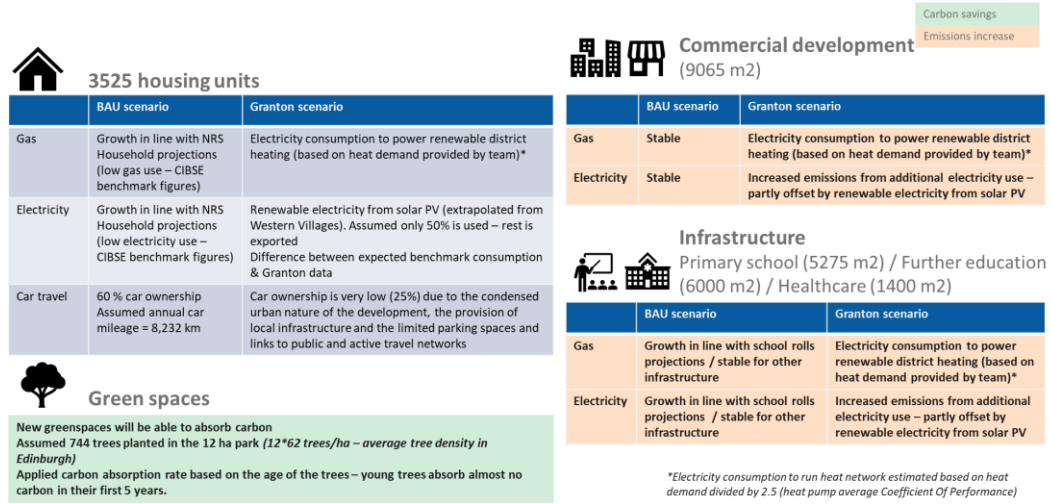 Carbon savings
Emissions increase
3525 housing units
BAU scenario
Granton scenario
Gas
Growth in line with NRS
Household projections
(low gas use – CIBSE
benchmark figures)
Electricity consumption to power renewable district
heating (based on heat demand provided by team)*
Electricity
Growth in line with NRS
Household projections
(low electricity use –
CIBSE benchmark figures)
Renewable electricity from solar PV (extrapolated from
Western Villages). Assumed only 50% is used – rest is
exported
Difference between expected benchmark consumption
& Granton data
Car travel
60 % car ownership
Assumed annual car
mileage = 8,232 km
Car ownership is very low (25%) due to the condensed
urban nature of the development, the provision of
local infrastructure and the limited parking spaces and
links to public and active travel networks
Green spaces
New greenspaces will be able to absorb carbon
Assumed 744 trees planted in the 12 ha park (12*62 trees/ha – average tree density in
Edinburgh)
Applied carbon absorption rate based on the age of the trees – young trees absorb almost no
carbon in their first 5 years.
Commercial development
(9065 m2)
BAU scenario
Granton scenario
Gas
Stable
Electricity consumption to power renewable district
heating (based on heat demand provided by team)*
Electricity
Stable
Increased emissions from additional electricity use –
partly offset by renewable electricity from solar PV
Infrastructure
Primary school (5275 m2) / Further education
(6000 m2) / Healthcare (1400 m2)
BAU scenario
Granton scenario
Gas
Growth in line with school rolls
projections / stable for other
infrastructure
Electricity consumption to power
renewable district heating (based on
heat demand provided by team)*
Electricity
Growth in line with school rolls
projections / stable for other
infrastructure
Increased emissions from additional
electricity use – partly offset by
renewable electricity from solar PV
*Electricity consumption to run heat network estimated based on heat
demand divided by 2.5 (heat pump average Coefficient Of Performance)